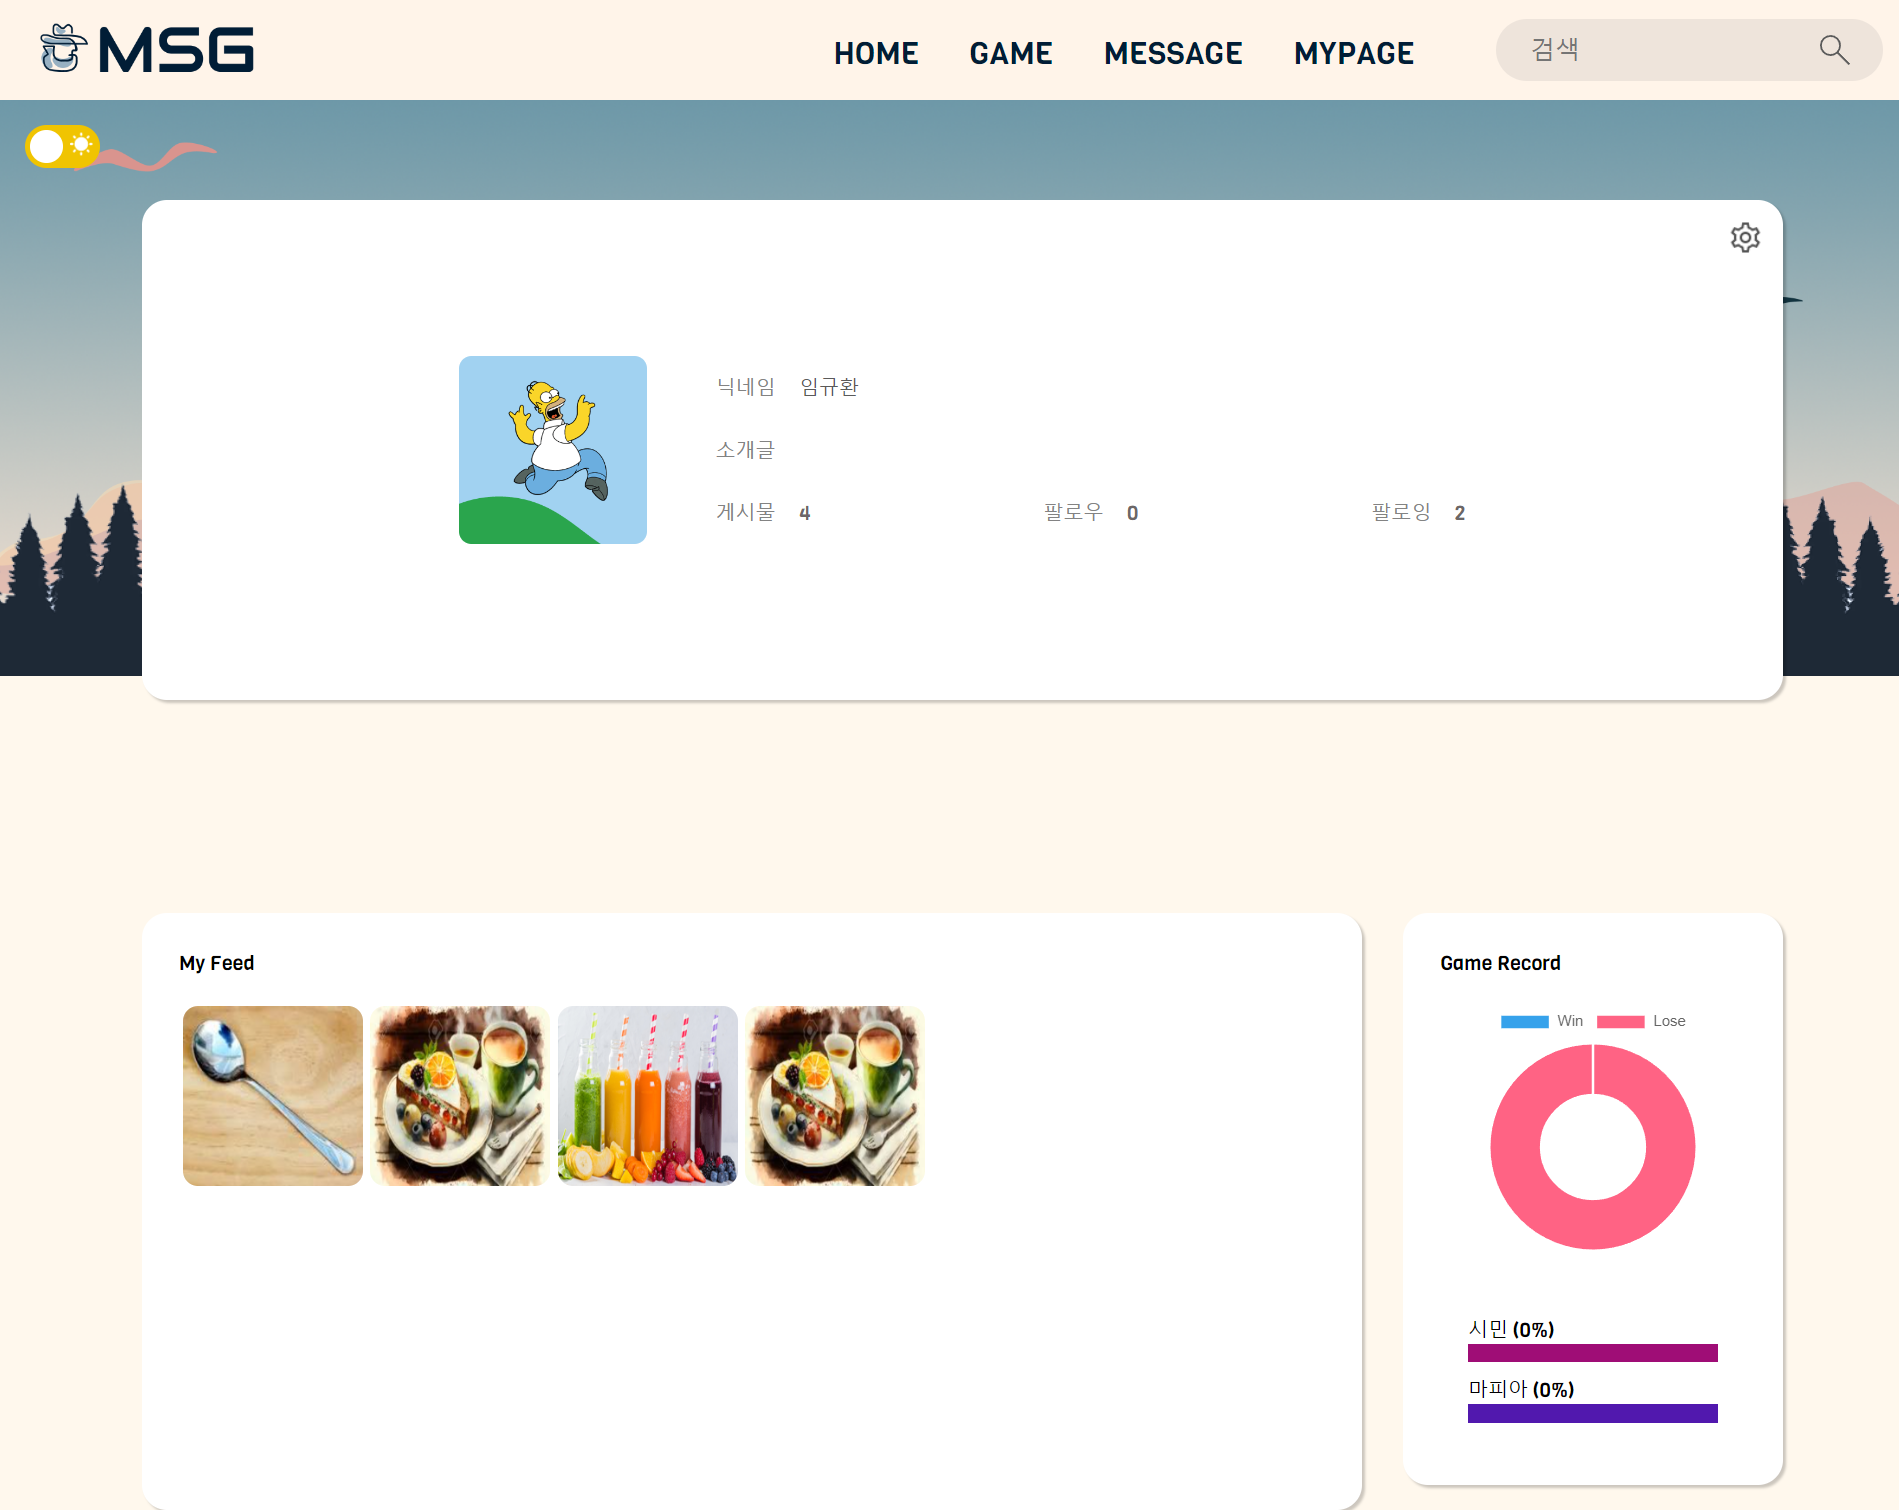 MSG
HOME GAME MESSAGE MYPAGE
검색
닉네임 임규환
소개글
게시물 4 팔로우 0 팔로잉 2
My Feed
Game Record
Win Lose
시민 (0%)
마피아 (0%)